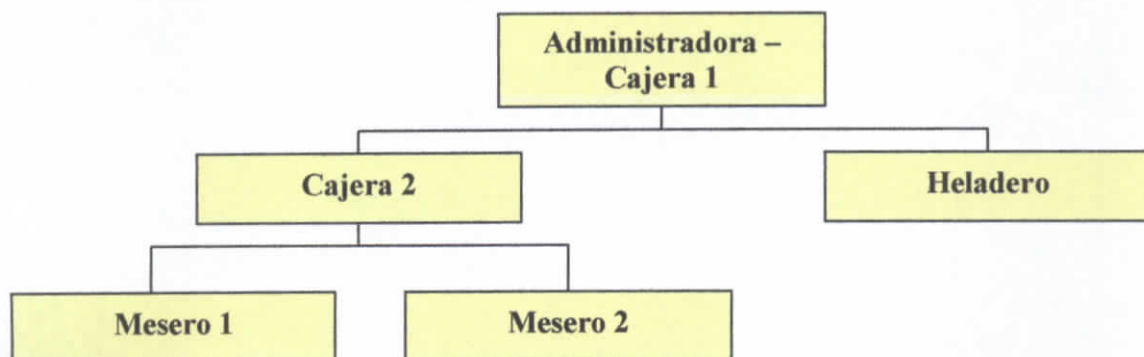 Administradora –
Cajera 1
Cajera 2
Heladero
Mesero 1
Mesero 2